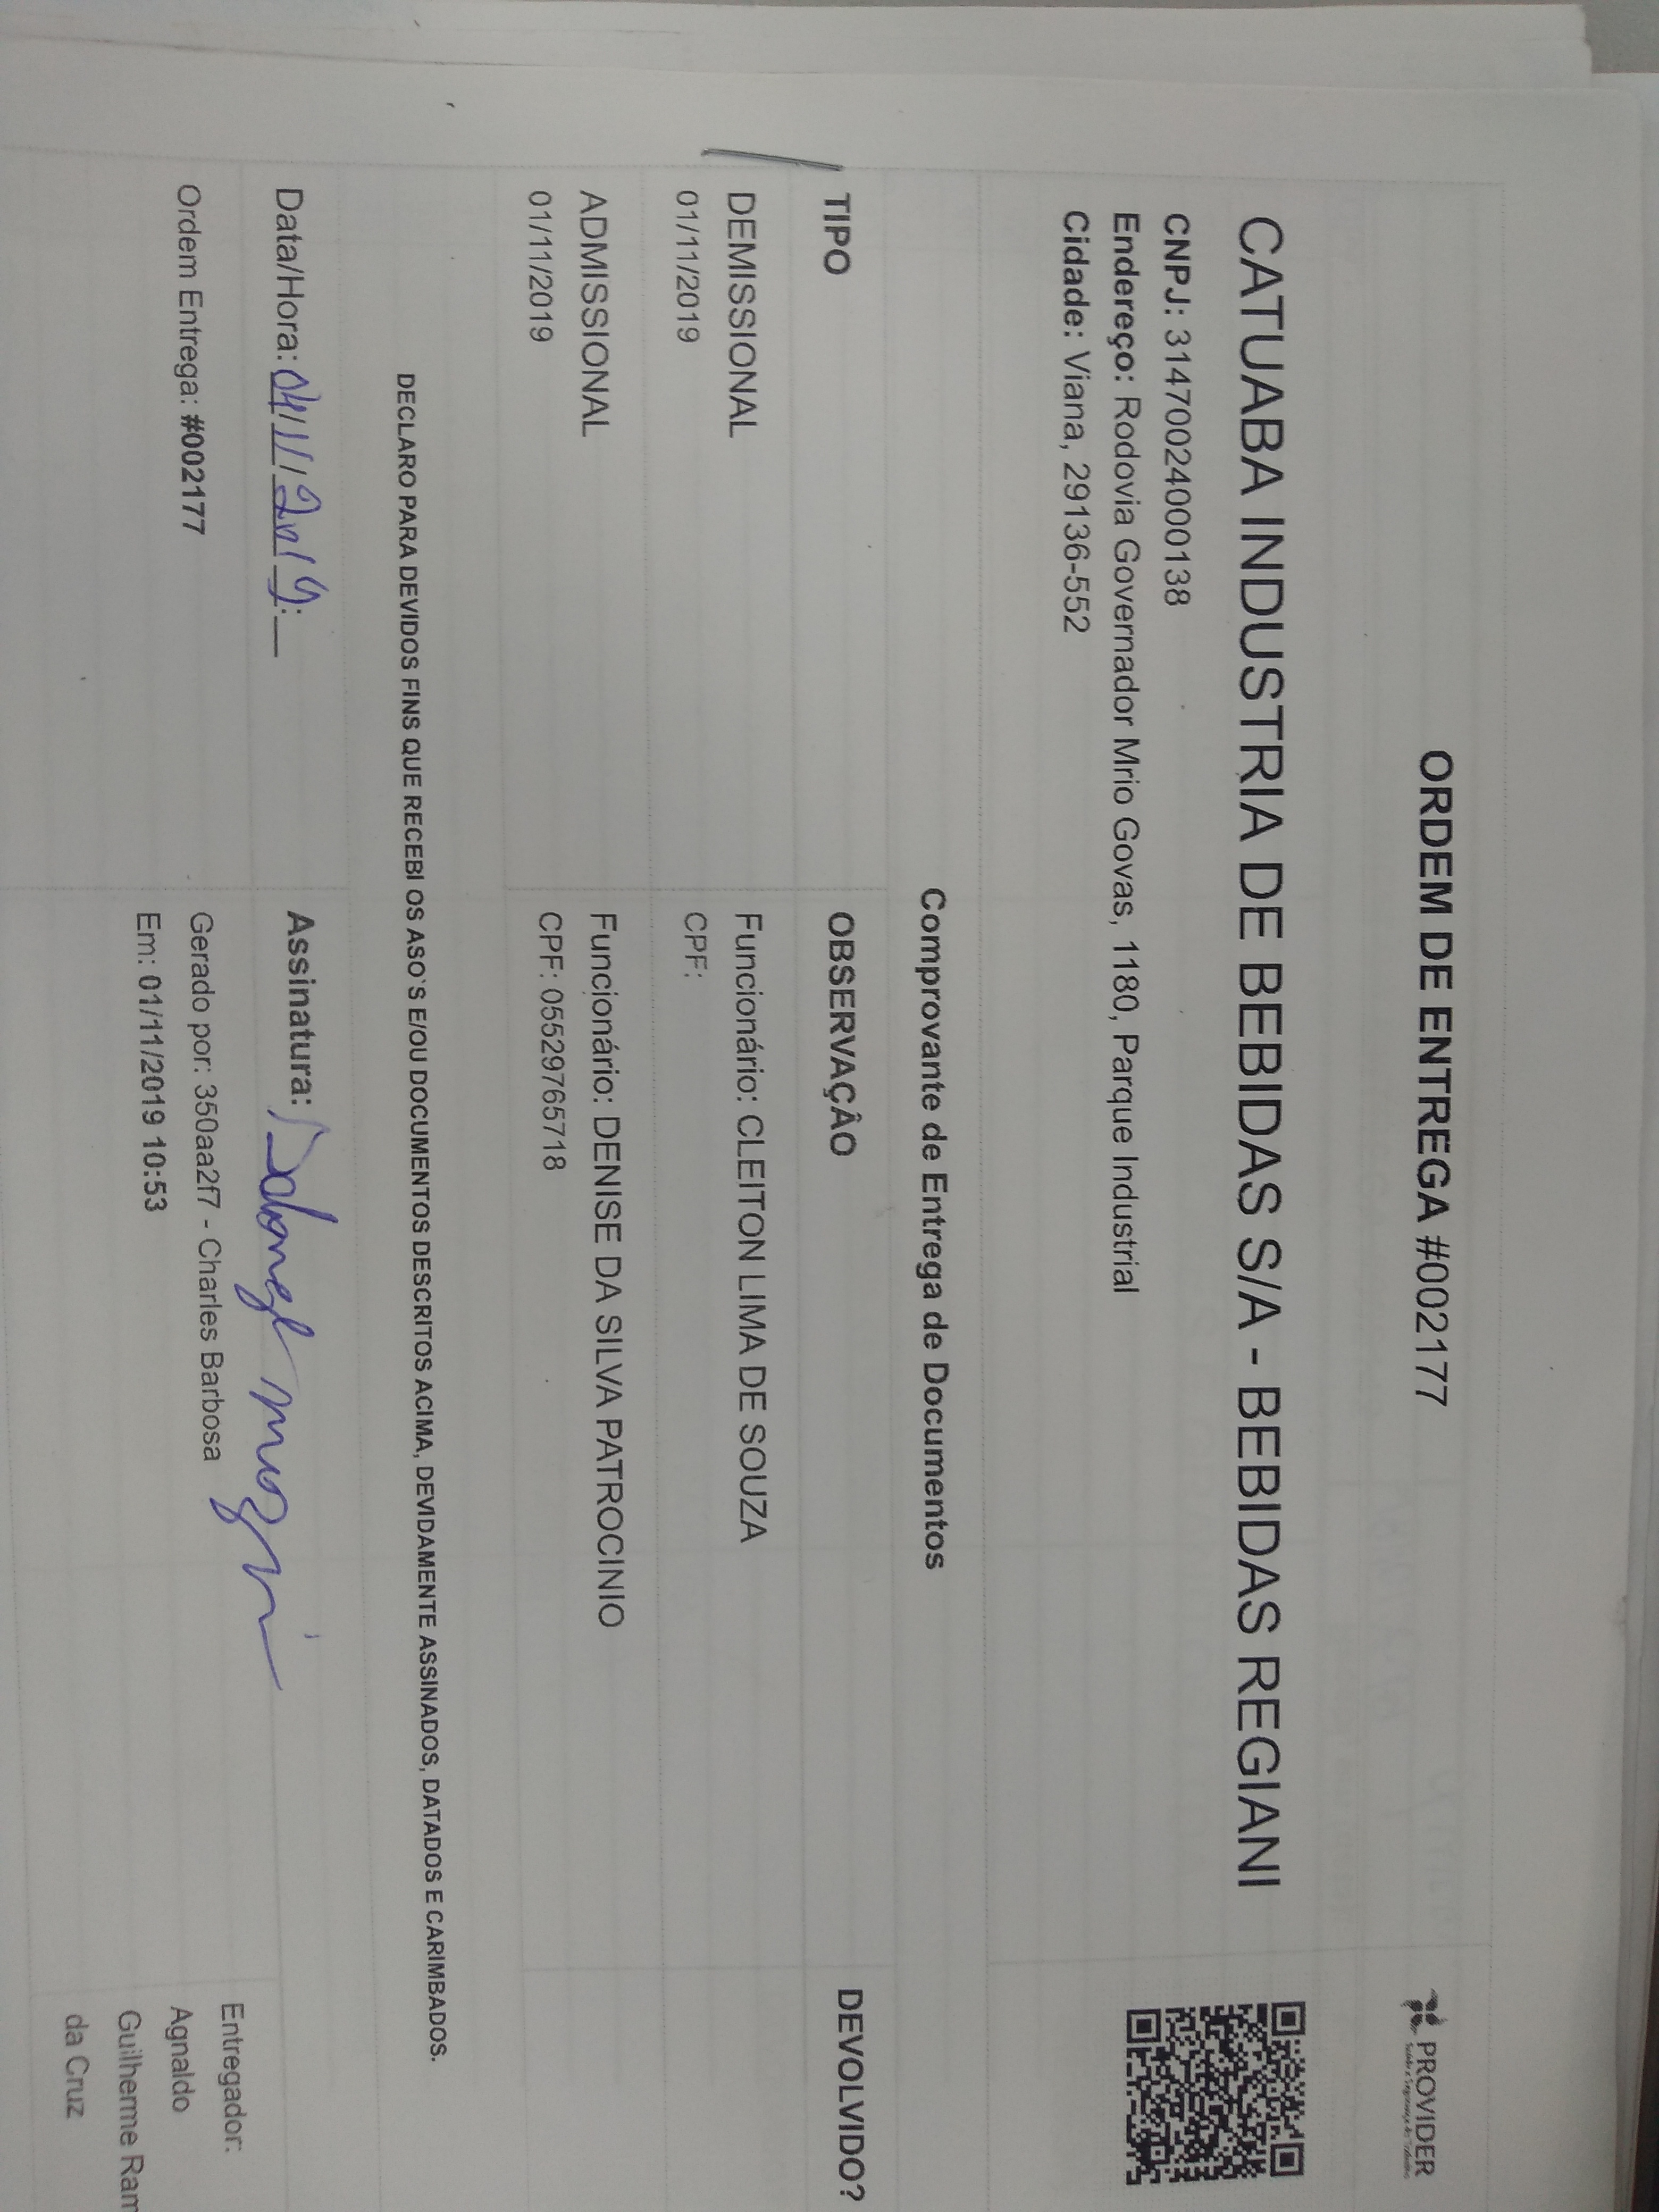 ORDEM DE ENTREGA #002177
PROVIDER
CATUABA INDUSTRIA DE BEBIDAS S/A - BEBIDAS REGIANI
CNPJ: 31470024000138
Endereço: Rodovia Governador Mrio Govas, 1180, Parque Industrial
Cidade: Viana, 29136-552
Comprovante de Entrega de Documentos
TIPO OBSERVAÇÂO DEVOLVIDO?
DEMISSIONAL Funcionário: CLEITON LIMA DE SOUZA
01/11/2019 CPF:
ADMISSIONAL Funcionário: DENISE DA SILVA PATROCINIO
01/11/2019 CPF: 05529765718
DECLARO PARA DEVIDOS FINS QUE RECEBI OS ASO`S E/OU DOCUMENTOS DESCRITOS ACIMA, DEVIDAMENTE ASSINADOS, DATADOS E CARIMBADOS.
Data/Hora: 04/11/2019 : Assinatura:
Ordem Entrega: #002177 Gerado por: 350aa2f7 - Charles Barbosa
Em: 01/11/2019 10:53
Entregador:
Agnaldo
Guilherme Ram
da Cruz